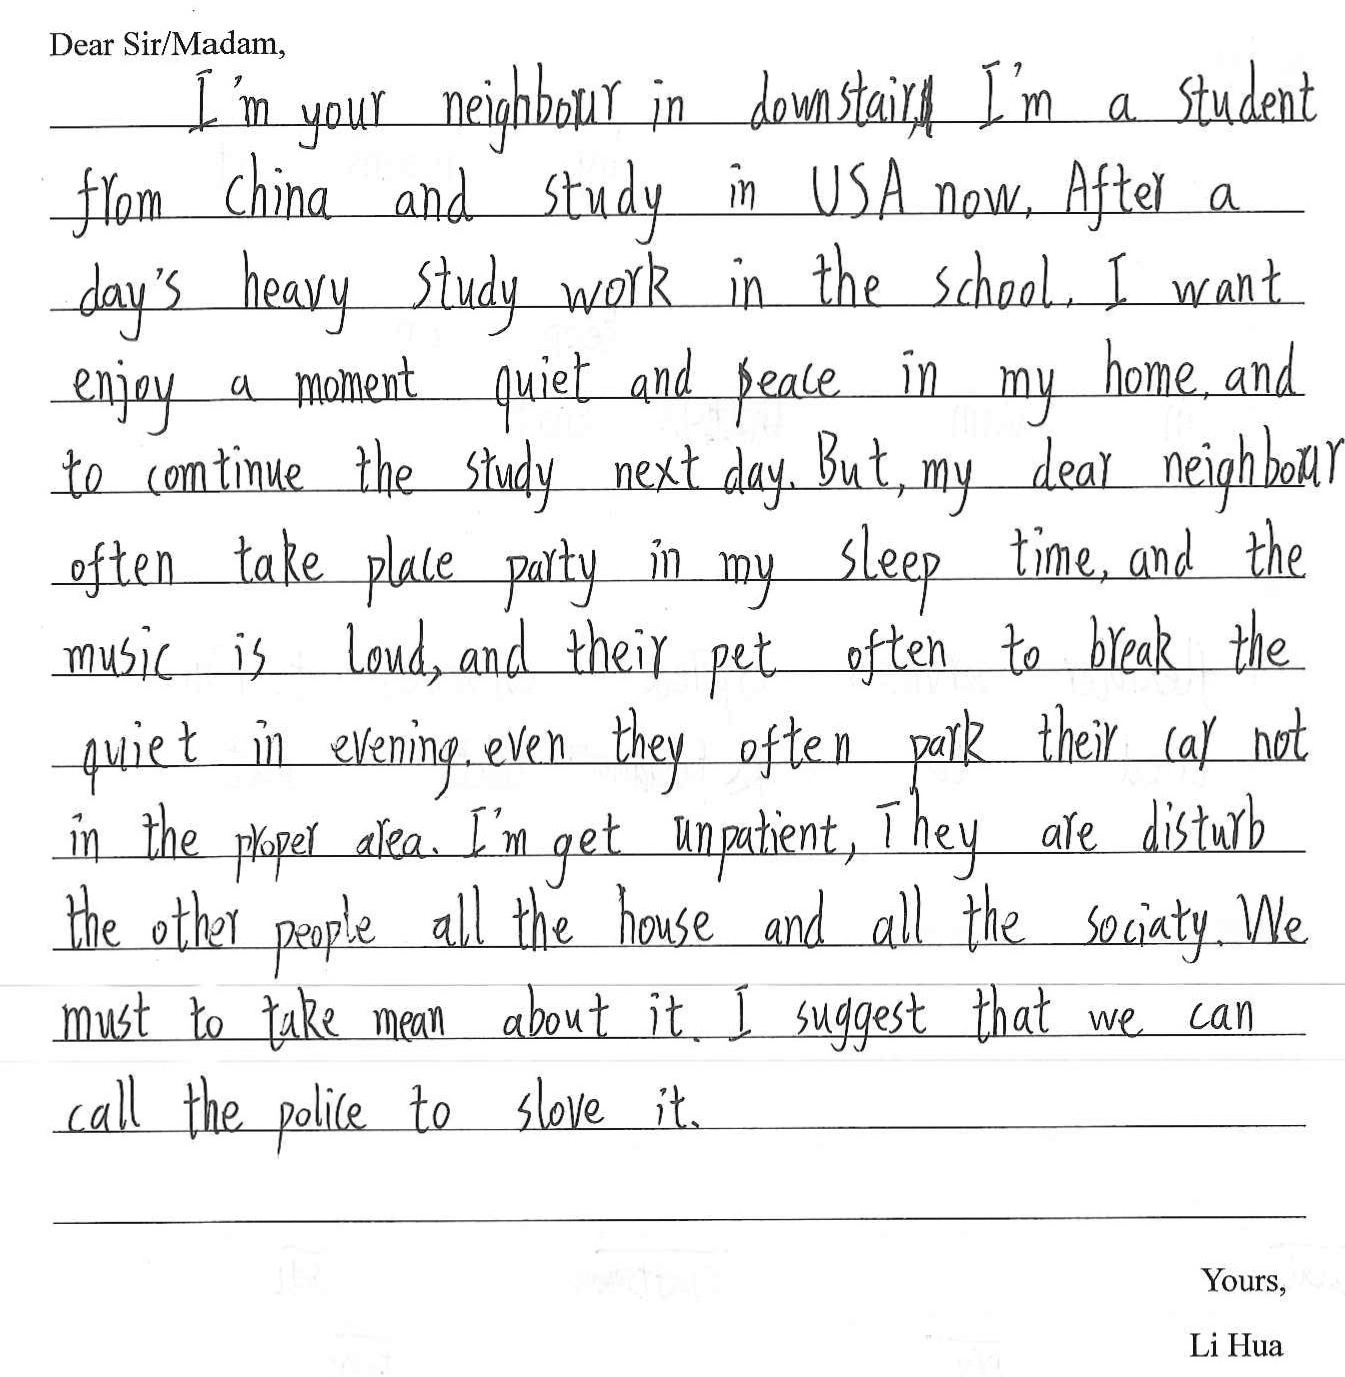 Dear Sir/Madam,
I'm your neighbour in downstairs, I'm a student
from China and study in USA now, After a
day's heavy study work in the school, I want
enjoy a moment quiet and peace in my home, and
to comtinue the study next day. But, my dear neighbour
often take place party in my sleep time, and the
music is loud, and their pet often to break the
quiet in evening, even they often park their car not
in the proper area. I'm get unpatient, They are disturb
the other people all the house and all the sociaty. We
must to take mean about it. I suggest that we can
call the police to slove it.
Yours,
Li Hua